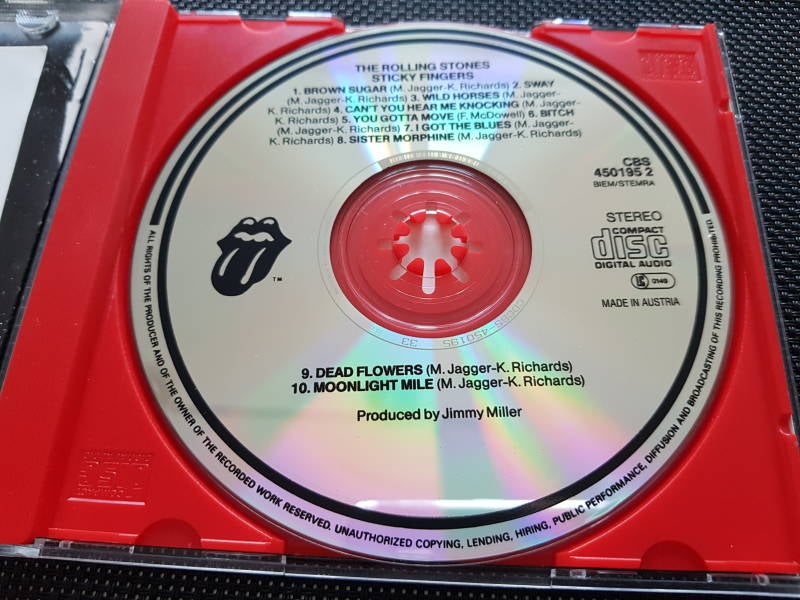 THE ROLLING STONES
STICKY FINGERS
1. BROWN SUGAR (M. Jagger-K. Richards) 2. SWAY
(M. Jagger-K. Richards) 3. WILD HORSES (M. Jagger-
K. Richards) 4. CAN'T YOU HEAR ME KNOCKING (M. Jagger-
K. Richards) 5. YOU GOTTA MOVE (F. McDowell) 6. BITCH
(M. Jagger-K. Richards) 7. I GOT THE BLUES (M. Jagger-
K. Richards) 8. SISTER MORPHINE (M. Jagger-K. Richards)
CBS
450195 2
BIEM/STEMRA
STEREO
COMPACT
disc
DIGITAL AUDIO
0149
MADE IN AUSTRIA
TM
9. DEAD FLOWERS (M. Jagger-K. Richards)
10. MOONLIGHT MILE (M. Jagger-K. Richards)
Produced by Jimmy Miller
ALL RIGHTS OF THE PRODUCER AND OF THE OWNER OF THE RECORDED WORK RESERVED. UNAUTHORIZED COPYING, LENDING, HIRING, PUBLIC PERFORMANCE, DIFFUSION AND BROADCASTING OF THIS RECORDING PROHIBITED.